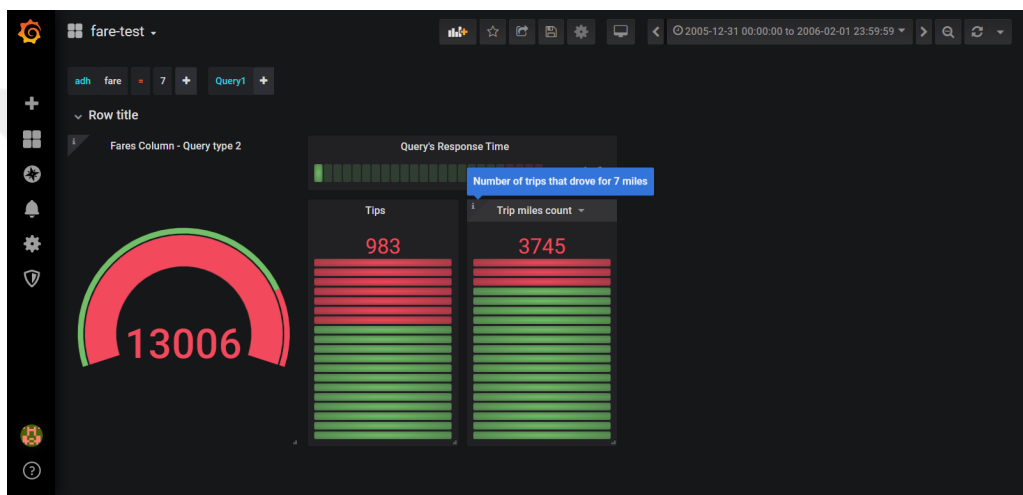 fare-test
2005-12-31 00:00:00 to 2006-02-01 23:59:59
adh fare = 7 + Query1 +
Row title
i Fares Column - Query type 2
Query's Response Time
Number of trips that drove for 7 miles
Tips
i Trip miles count
983
3745
13006
?